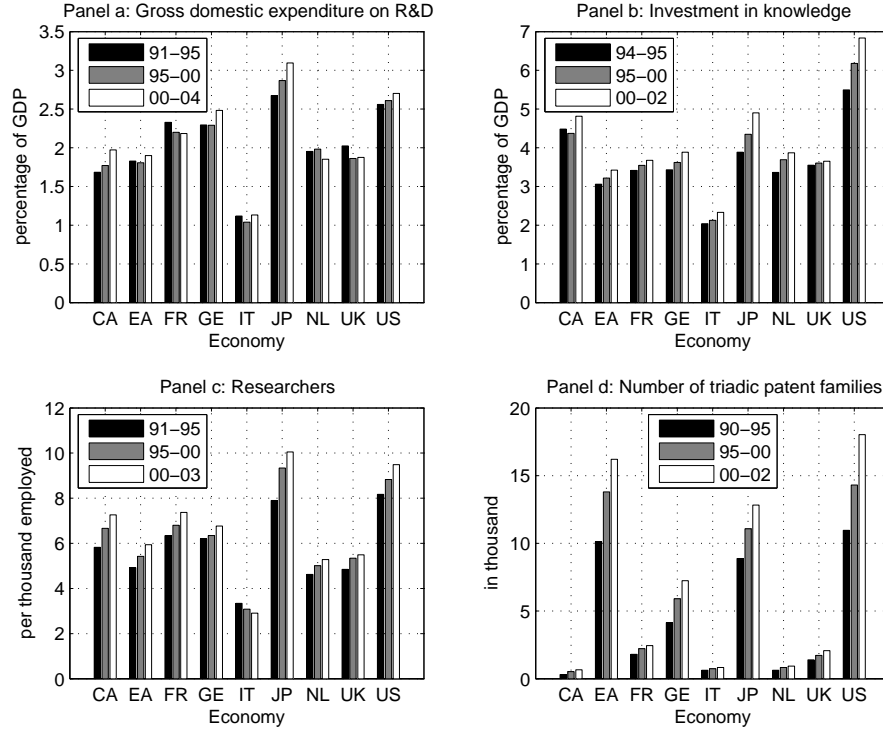 Panel a: Gross domestic expenditure on R&D
3.5
3
2.5
2
1.5
1
0.5
0
percentage of GDP
91−95
95−00
00−04
CA EA FR GE IT JP NL UK US
Economy
Panel b: Investment in knowledge
7
6
5
4
3
2
1
0
percentage of GDP
94−95
95−00
00−02
CA EA FR GE IT JP NL UK US
Economy
Panel c: Researchers
12
10
8
6
4
2
0
per thousand employed
91−95
95−00
00−03
CA EA FR GE IT JP NL UK US
Economy
Panel d: Number of triadic patent families
20
15
10
5
0
in thousand
90−95
95−00
00−02
CA EA FR GE IT JP NL UK US
Economy